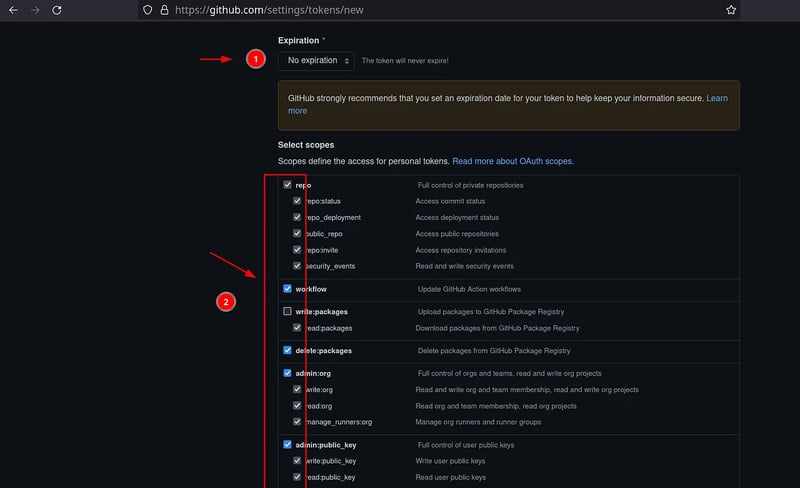 https://github.com/settings/tokens/new
Expiration *
1
No expiration
The token will never expire!
GitHub strongly recommends that you set an expiration date for your token to help keep your information secure. Learn
more
Select scopes
Scopes define the access for personal tokens. Read more about OAuth scopes.
repo Full control of private repositories
repo:status Access commit status
repo_deployment Access deployment status
public_repo Access public repositories
repo:invite Access repository invitations
security_events Read and write security events
2
workflow Update GitHub Action workflows
write:packages Upload packages to GitHub Package Registry
read:packages Download packages from GitHub Package Registry
delete:packages Delete packages from GitHub Package Registry
admin:org Full control of orgs and teams, read and write org projects
write:org Read and write org and team membership, read and write org projects
read:org Read org and team membership, read org projects
manage_runners:org Manage org runners and runner groups
admin:public_key Full control of user public keys
write:public_key Write user public keys
read:public_key Read user public keys